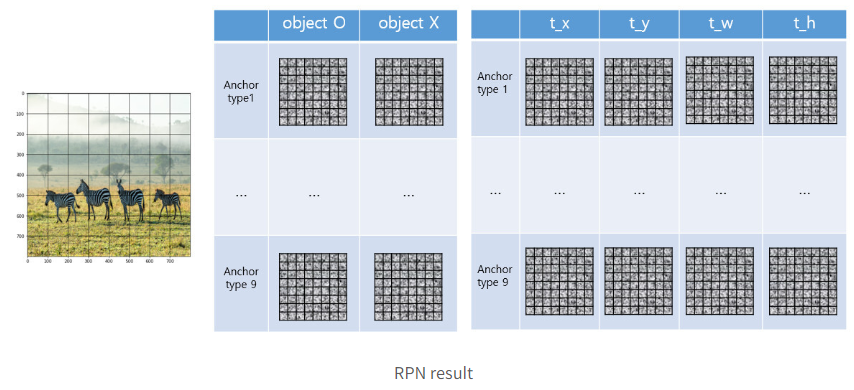 object O object X
Anchor
type1
... ... ...
Anchor
type 9
t_x t_y t_w t_h
Anchor
type 1
... ... ... ... ...
Anchor
type 9
0
100
200
300
400
500
600
700
0 100 200 300 400 500 600 700
RPN result